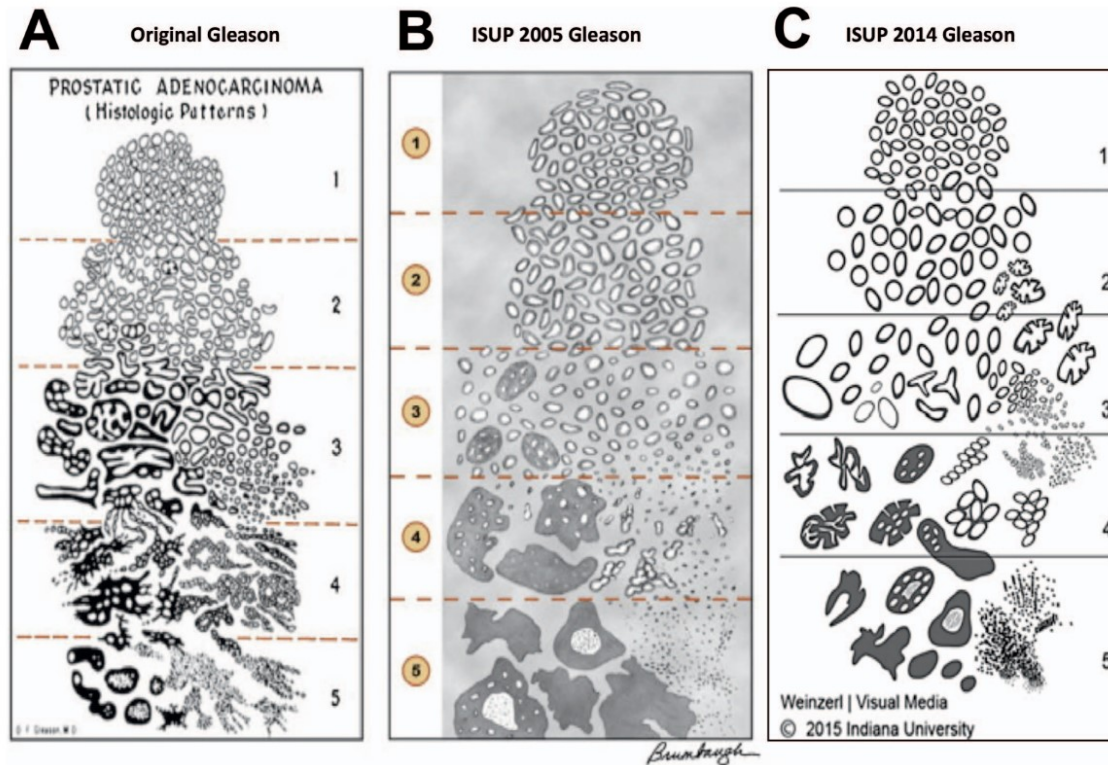 A
Original Gleason
PROSTATIC ADENOCARCINOMA
(Histologic Patterns)
1
2
3
4
5
D. F. Gleason, M.D.
B
ISUP 2005 Gleason
1
2
3
4
5
Brumbaugh
C
ISUP 2014 Gleason
1
2
3
4
5
Weinzerl | Visual Media
© 2015 Indiana University